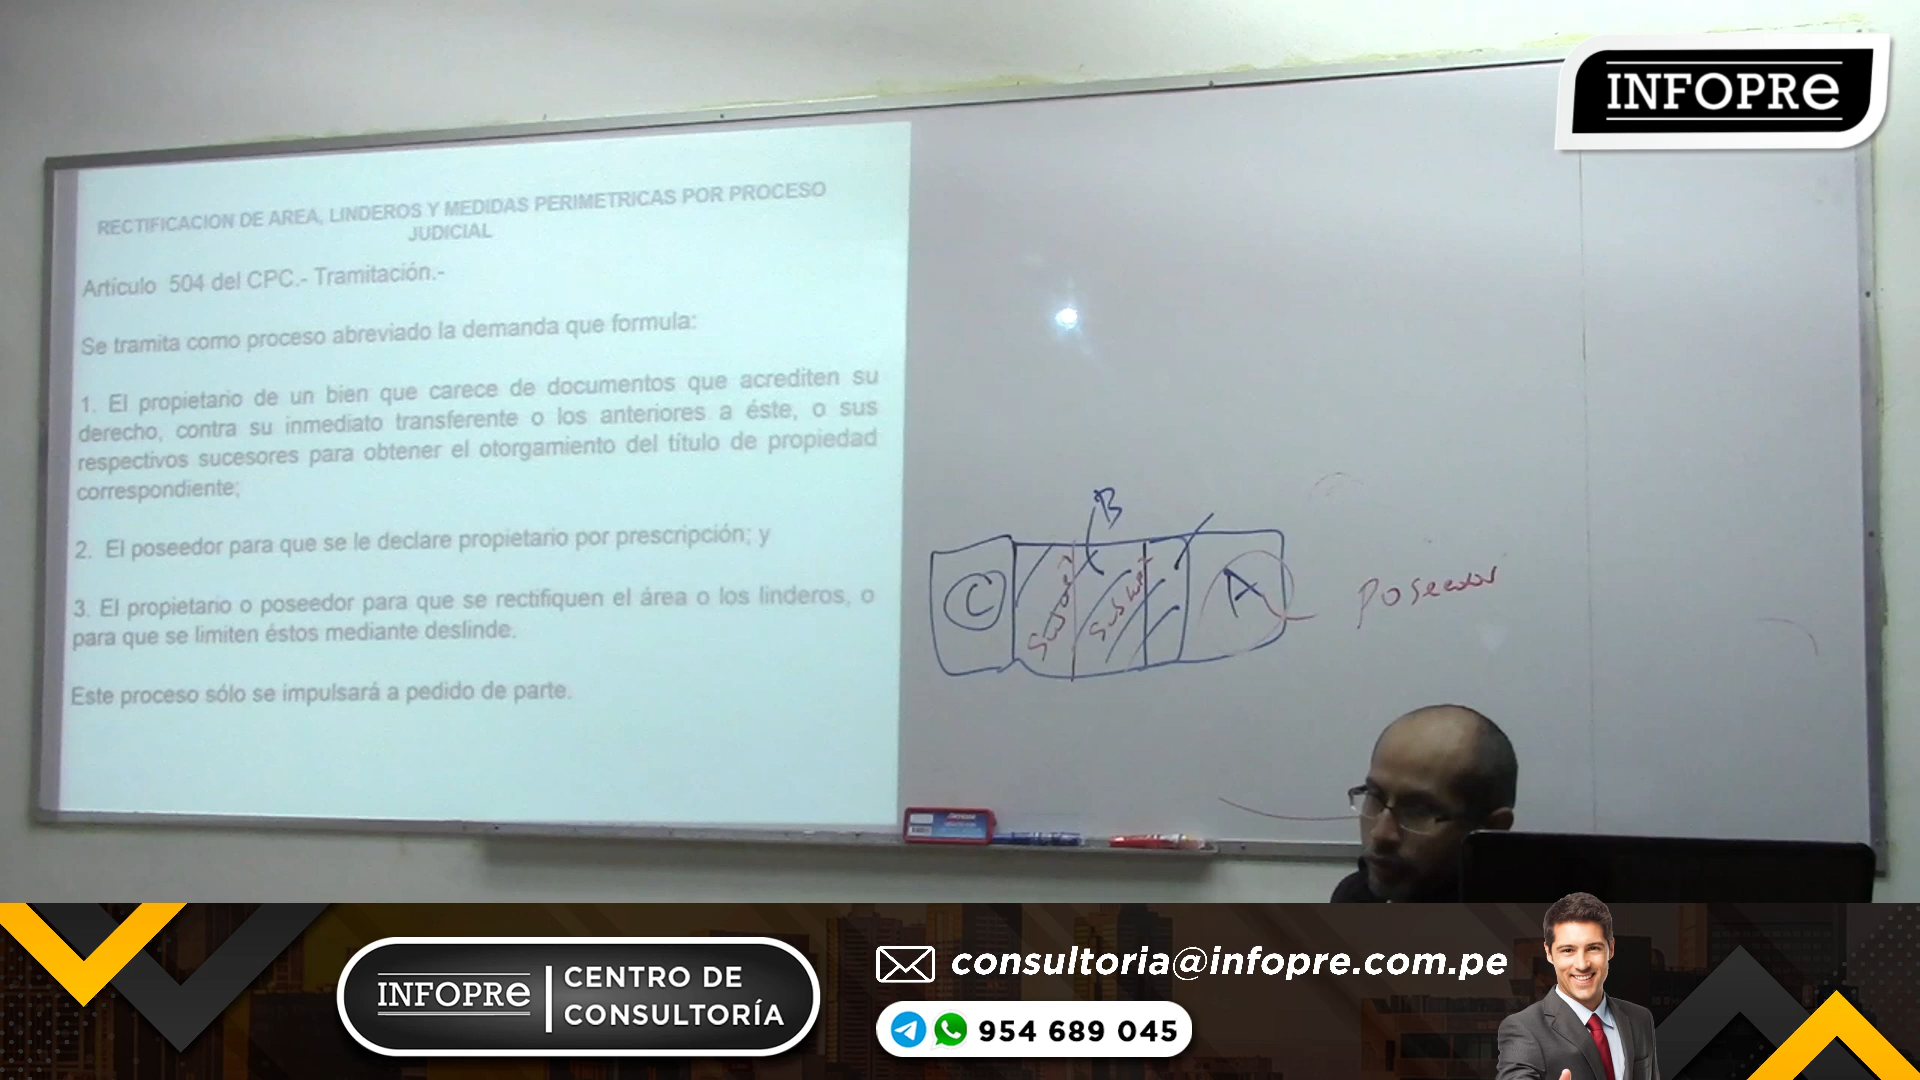 INFOPRe
RECTIFICACION DE AREA, LINDEROS Y MEDIDAS PERIMETRICAS POR PROCESO
JUDICIAL
Artículo 504 del CPC.- Tramitación.-
Se tramita como proceso abreviado la demanda que formula:
1. El propietario de un bien que carece de documentos que acrediten su
derecho, contra su inmediato transferente o los anteriores a éste, o sus
respectivos sucesores para obtener el otorgamiento del título de propiedad
correspondiente;
2. El poseedor para que se le declare propietario por prescripción; y
3. El propietario o poseedor para que se rectifiquen el área o los linderos, o
para que se limiten éstos mediante deslinde.
Este proceso sólo se impulsará a pedido de parte.
B
C
A
Poseedor
INFOPRe
CENTRO DE
CONSULTORÍA
consultoria@infopre.com.pe
954 689 045